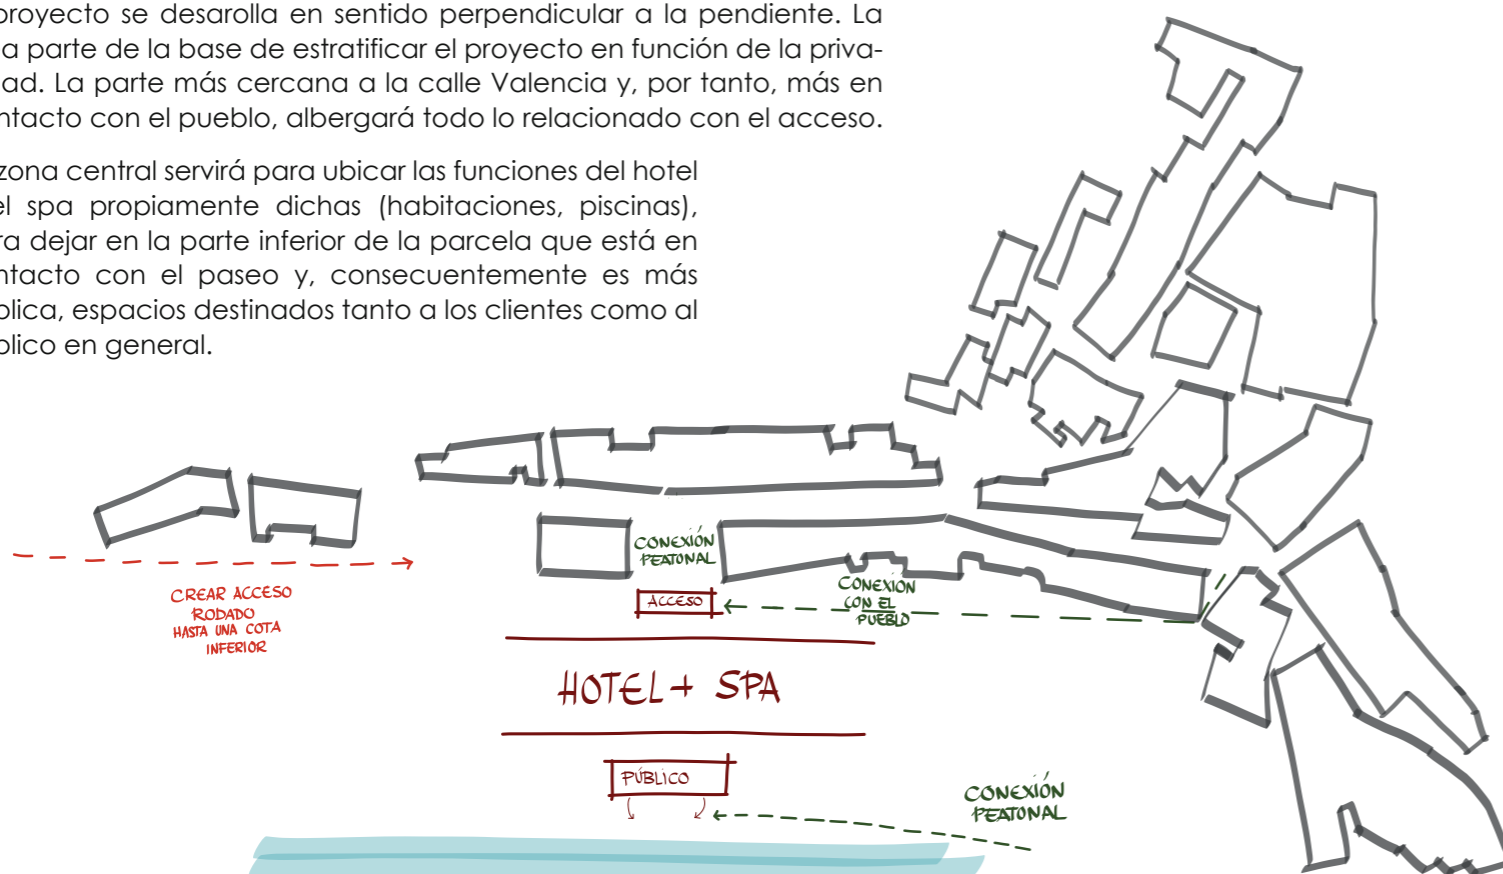 proyecto se desarolla en sentido perpendicular a la pendiente. La
a parte de la base de estratificar el proyecto en función de la priva-
ad. La parte más cercana a la calle Valencia y, por tanto, más en
ntacto con el pueblo, albergará todo lo relacionado con el acceso.
zona central servirá para ubicar las funciones del hotel
el spa propiamente dichas (habitaciones, piscinas),
ra dejar en la parte inferior de la parcela que está en
ntacto con el paseo y, consecuentemente es más
blica, espacios destinados tanto a los clientes como al
blico en general.
CONEXIÓN
PEATONAL
CREAR ACCESO
RODADO
HASTA UNA COTA
INFERIOR
ACCESO
CONEXIÓN
CON EL
PUEBLO
HOTEL + SPA
PÚBLICO
CONEXIÓN
PEATONAL